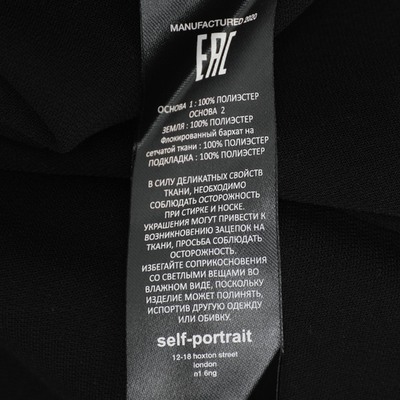 MANUFACTURED 2020
EAC
ОСНОВА 1 : 100% ПОЛИЭСТЕР
ОСНОВА 2
ЗЕМЛЯ : 100% ПОЛИЭСТЕР
Флокированный бархат на
сетчатой ткани : 100% ПОЛИЭСТЕР
ПОДКЛАДКА : 100% ПОЛИЭСТЕР
В СИЛУ ДЕЛИКАТНЫХ СВОЙСТВ
ТКАНИ, НЕОБХОДИМО
СОБЛЮДАТЬ ОСТОРОЖНОСТЬ
ПРИ СТИРКЕ И НОСКЕ.
УКРАШЕНИЯ МОГУТ ПРИВЕСТИ К
ВОЗНИКНОВЕНИЮ ЗАЦЕПОК НА
ТКАНИ, ПРОСЬБА СОБЛЮДАТЬ
ОСТОРОЖНОСТЬ.
ИЗБЕГАЙТЕ СОПРИКОСНОВЕНИЯ
СО СВЕТЛЫМИ ВЕЩАМИ ВО
ВЛАЖНОМ ВИДЕ, ПОСКОЛЬКУ
ИЗДЕЛИЕ МОЖЕТ ПОЛИНЯТЬ,
ИСПОРТИВ ДРУГУЮ ОДЕЖДУ
ИЛИ ОБИВКУ.
self-portrait
12-18 hoxton street
london
n1 6ng